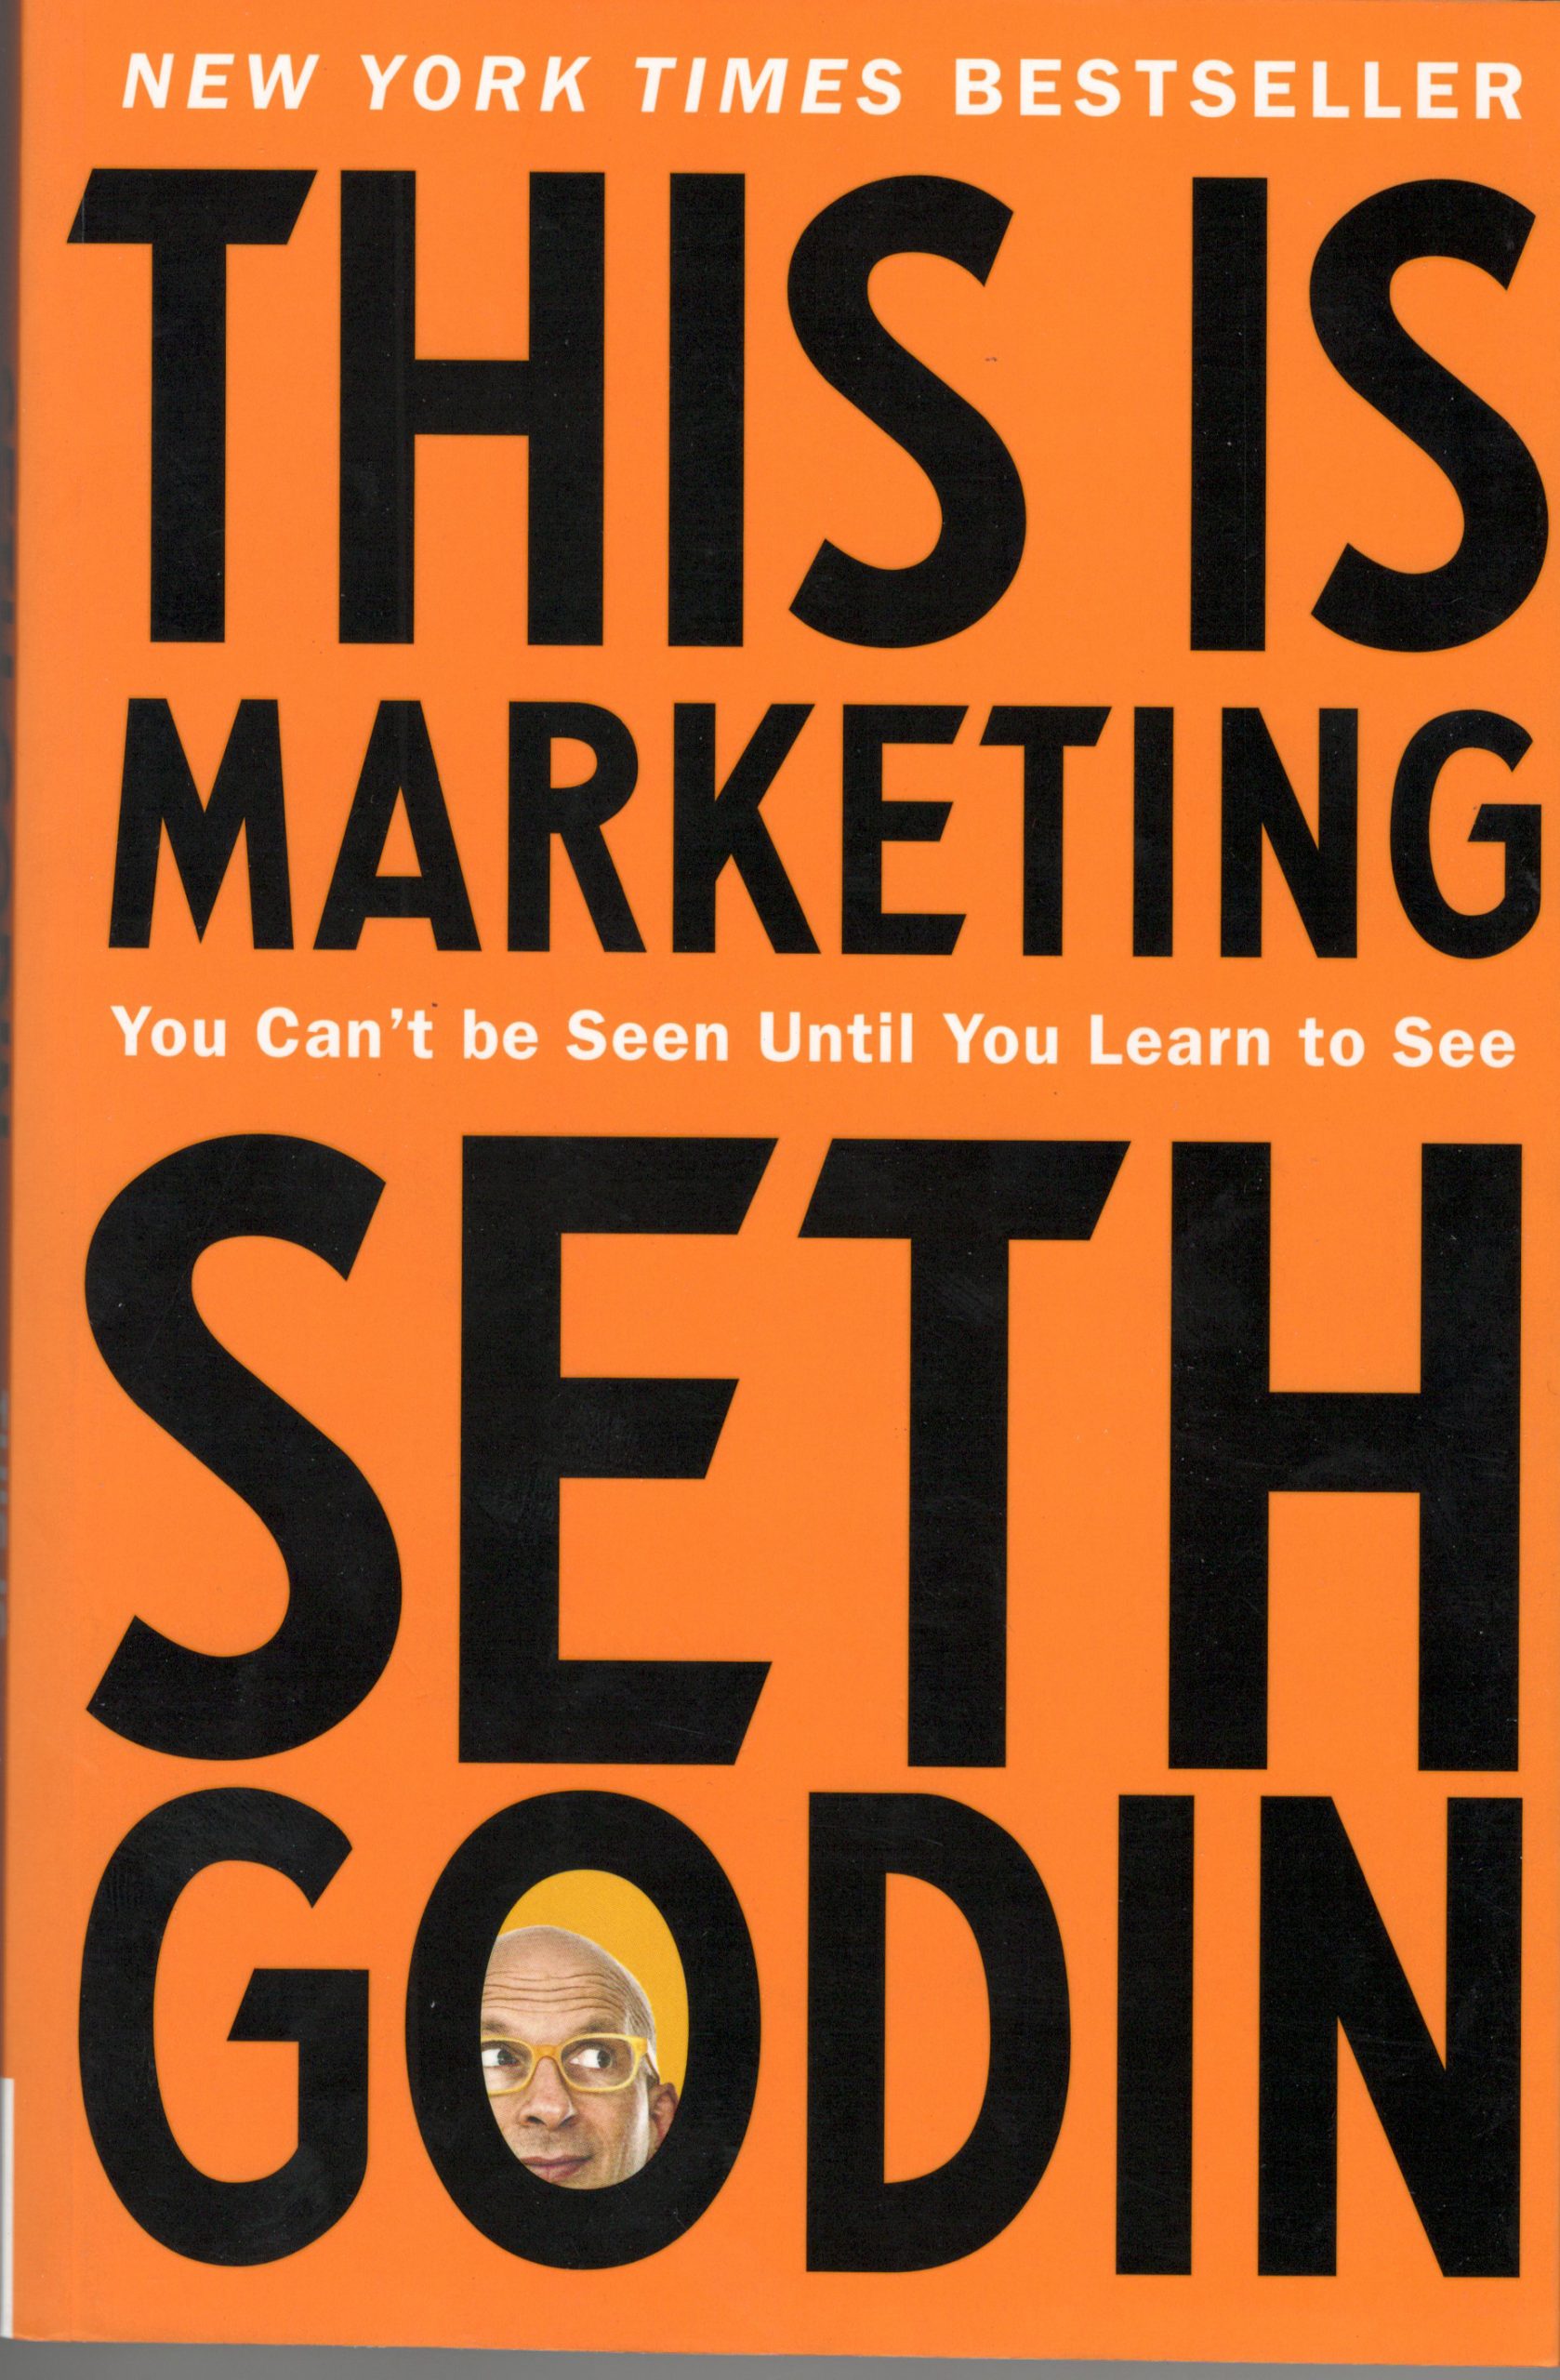 NEW YORK TIMES BESTSELLER
THIS IS
MARKETING
You Can't be Seen Until You Learn to See
SETH
GODIN